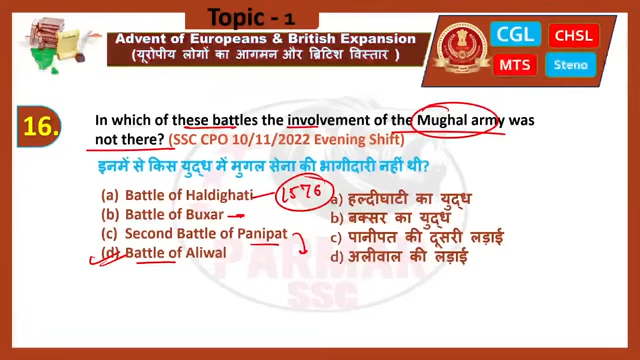 Topic - 1
Advent of Europeans & British Expansion
(यूरोपीय लोगों का आगमन और ब्रिटिश विस्तार )
CGL
CHSL
MTS
Steno
16.
In which of these battles the involvement of the Mughal army was
not there? (SSC CPO 10/11/2022 Evening Shift)
इनमें से किस युद्ध में मुगल सेना की भागीदारी नहीं थी?
(a) Battle of Haldighati
1576
(b) Battle of Buxar
(c) Second Battle of Panipat
(d) Battle of Aliwal
a) हल्दीघाटी का युद्ध
b) बक्सर का युद्ध
c) पानीपत की दूसरी लड़ाई
d) अलीवाल की लड़ाई
PARMAR
SSC